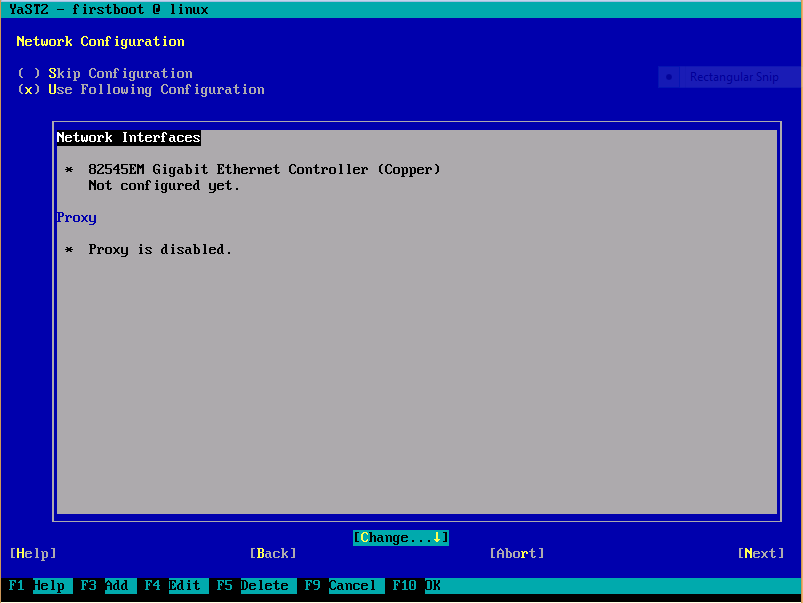 YaST2 - firstboot @ linux
Network Configuration
( ) Skip Configuration
(x) Use Following Configuration
Rectangular Snip
Network Interfaces
* 82545EM Gigabit Ethernet Controller (Copper)
Not configured yet.
Proxy
* Proxy is disabled.
[Change...↓]
[Help] [Back] [Abort] [Next]
F1 Help F3 Add F4 Edit F5 Delete F9 Cancel F10 OK